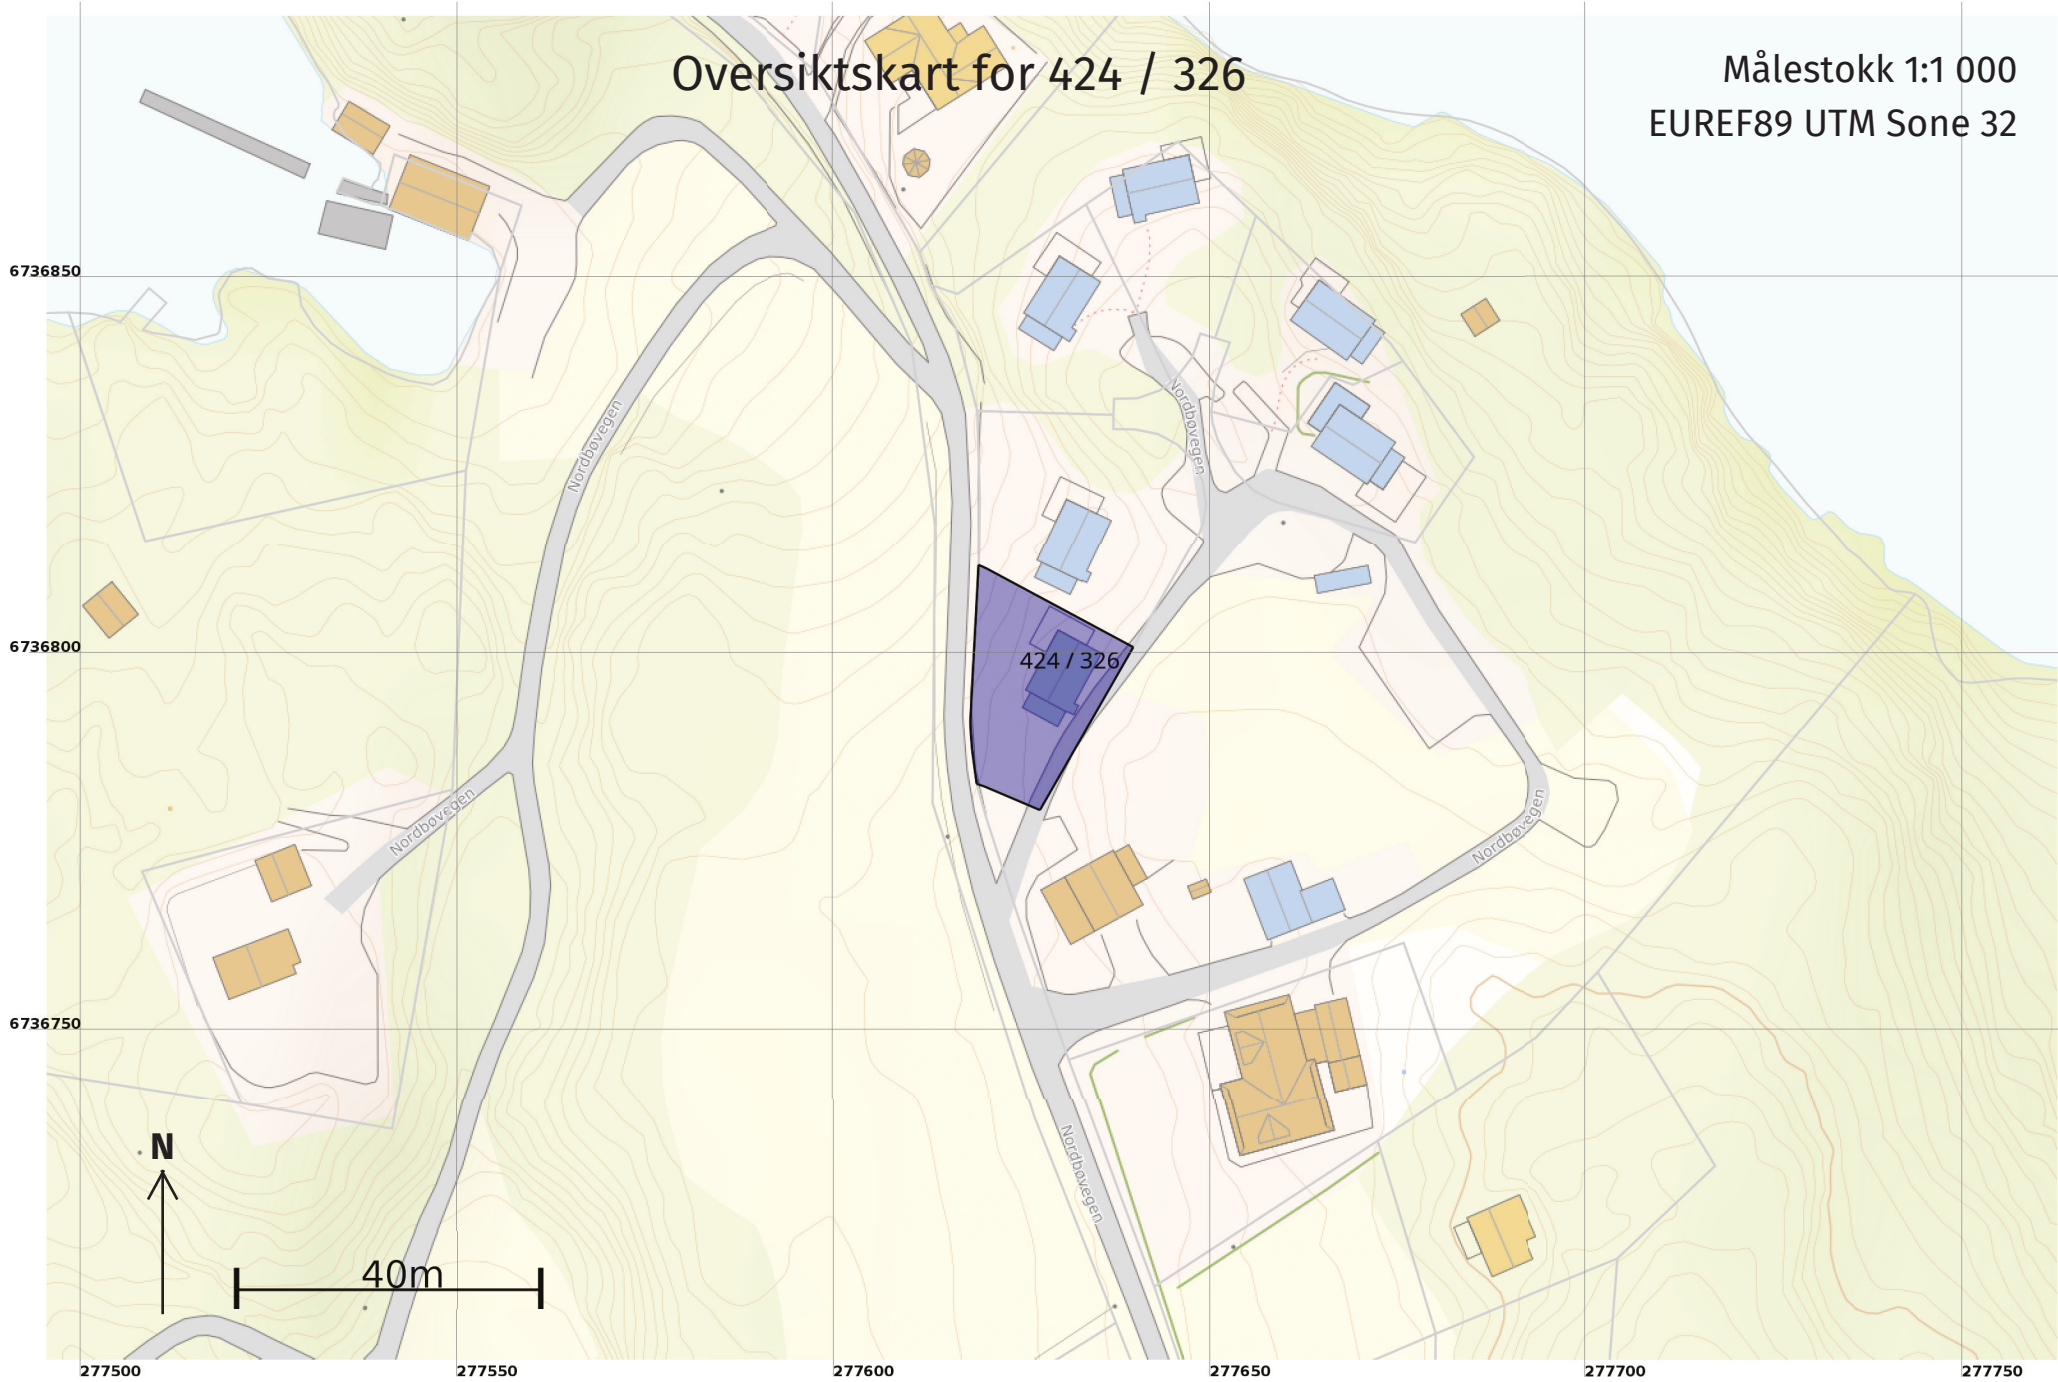 Oversiktskart for 424 / 326
Målestokk 1:1 000
EUREF89 UTM Sone 32
6736850
Nordbøvegen
Nordbøvegen
6736800
424 / 326
Nordbøvegen
Nordbøvegen
6736750
Nordbøvegen
N
40m
277500
277550
277600
277650
277700
277750